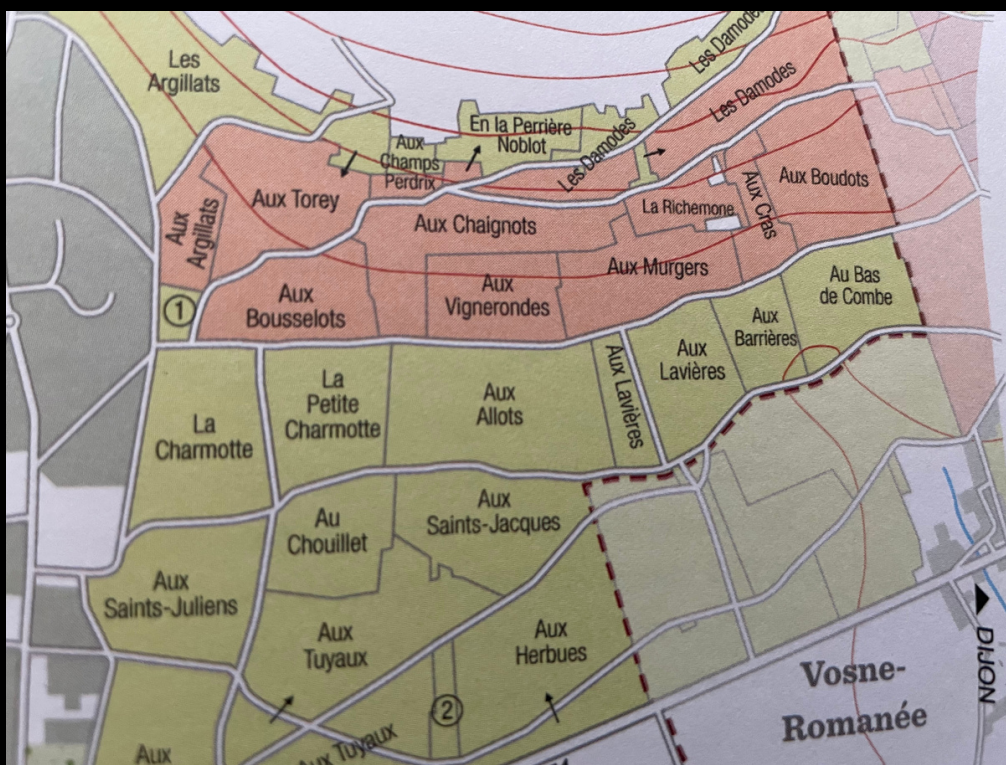 Les
Argillats
Les Damodes
Les Damodes
En la Perrière
Noblot
Aux
Champs
Perdrix
Les Damodes
Aux Torey
Aux
Argillats
Aux Chaignots
La Richemone
Aux Cras
Aux Boudots
Aux
Bousselots
Aux
Vignerondes
Aux Murgers
Au Bas
de Combe
1
Aux
Barrières
Aux
Lavières
Aux Lavières
La
Charmotte
La
Petite
Charmotte
Aux
Allots
Au
Chouillet
Aux
Saints-Jacques
Aux
Saints-Juliens
Aux
Tuyaux
Aux
Herbues
2
Aux Tuyaux
Aux
Vosne-
Romanée
DIJON